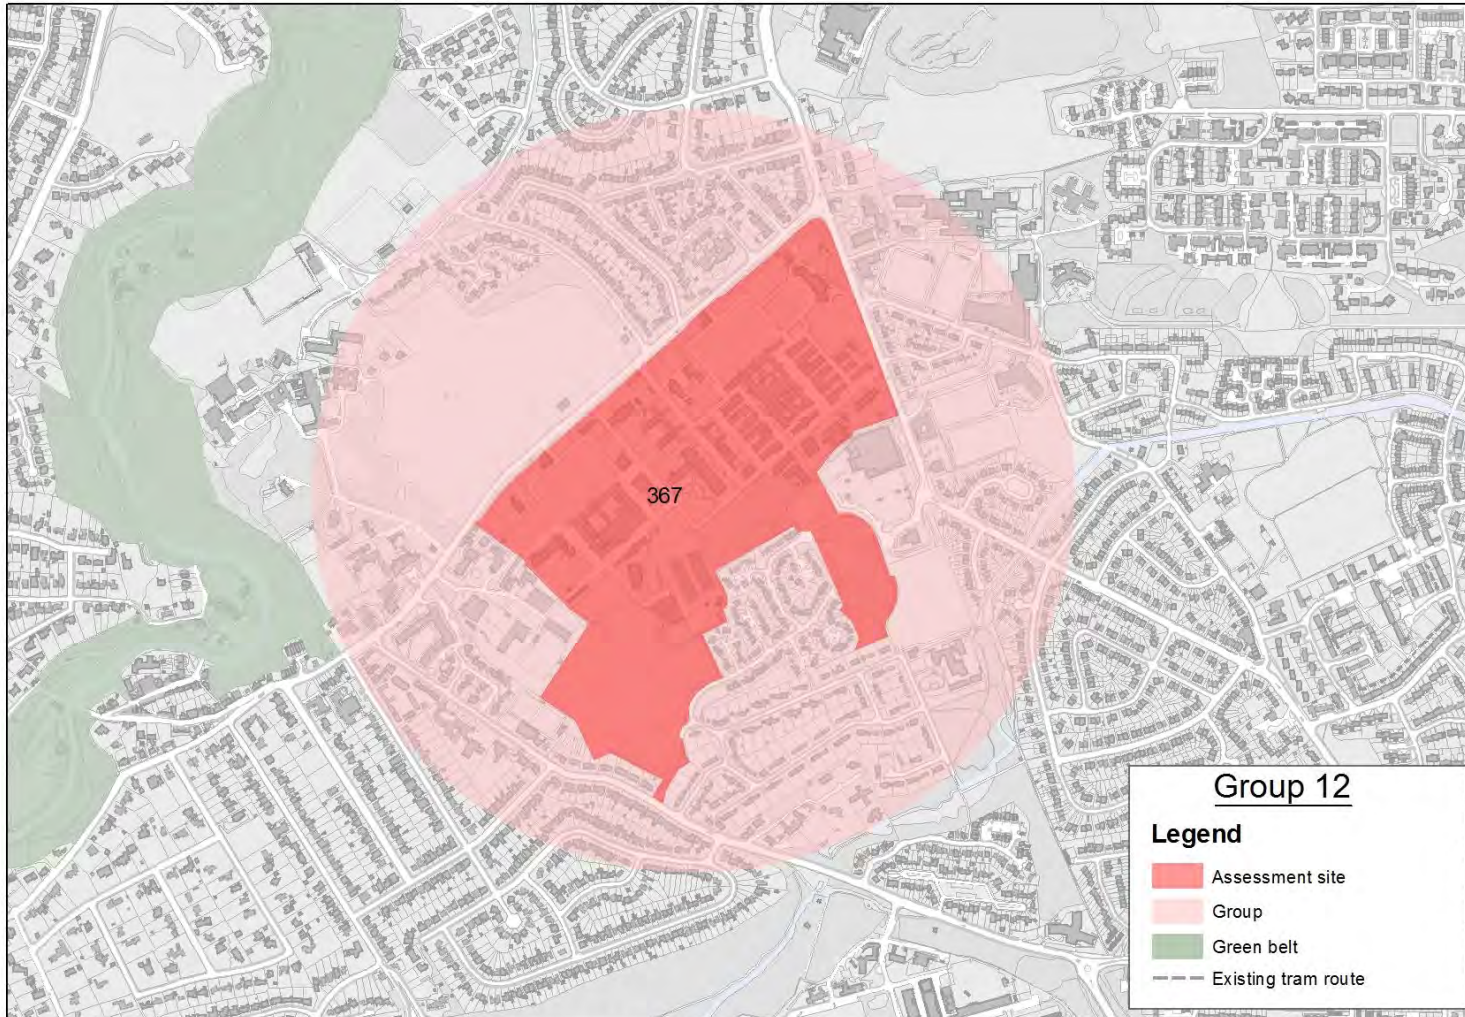 367
Group 12
Legend
Assessment site
Group
Green belt
Existing tram route